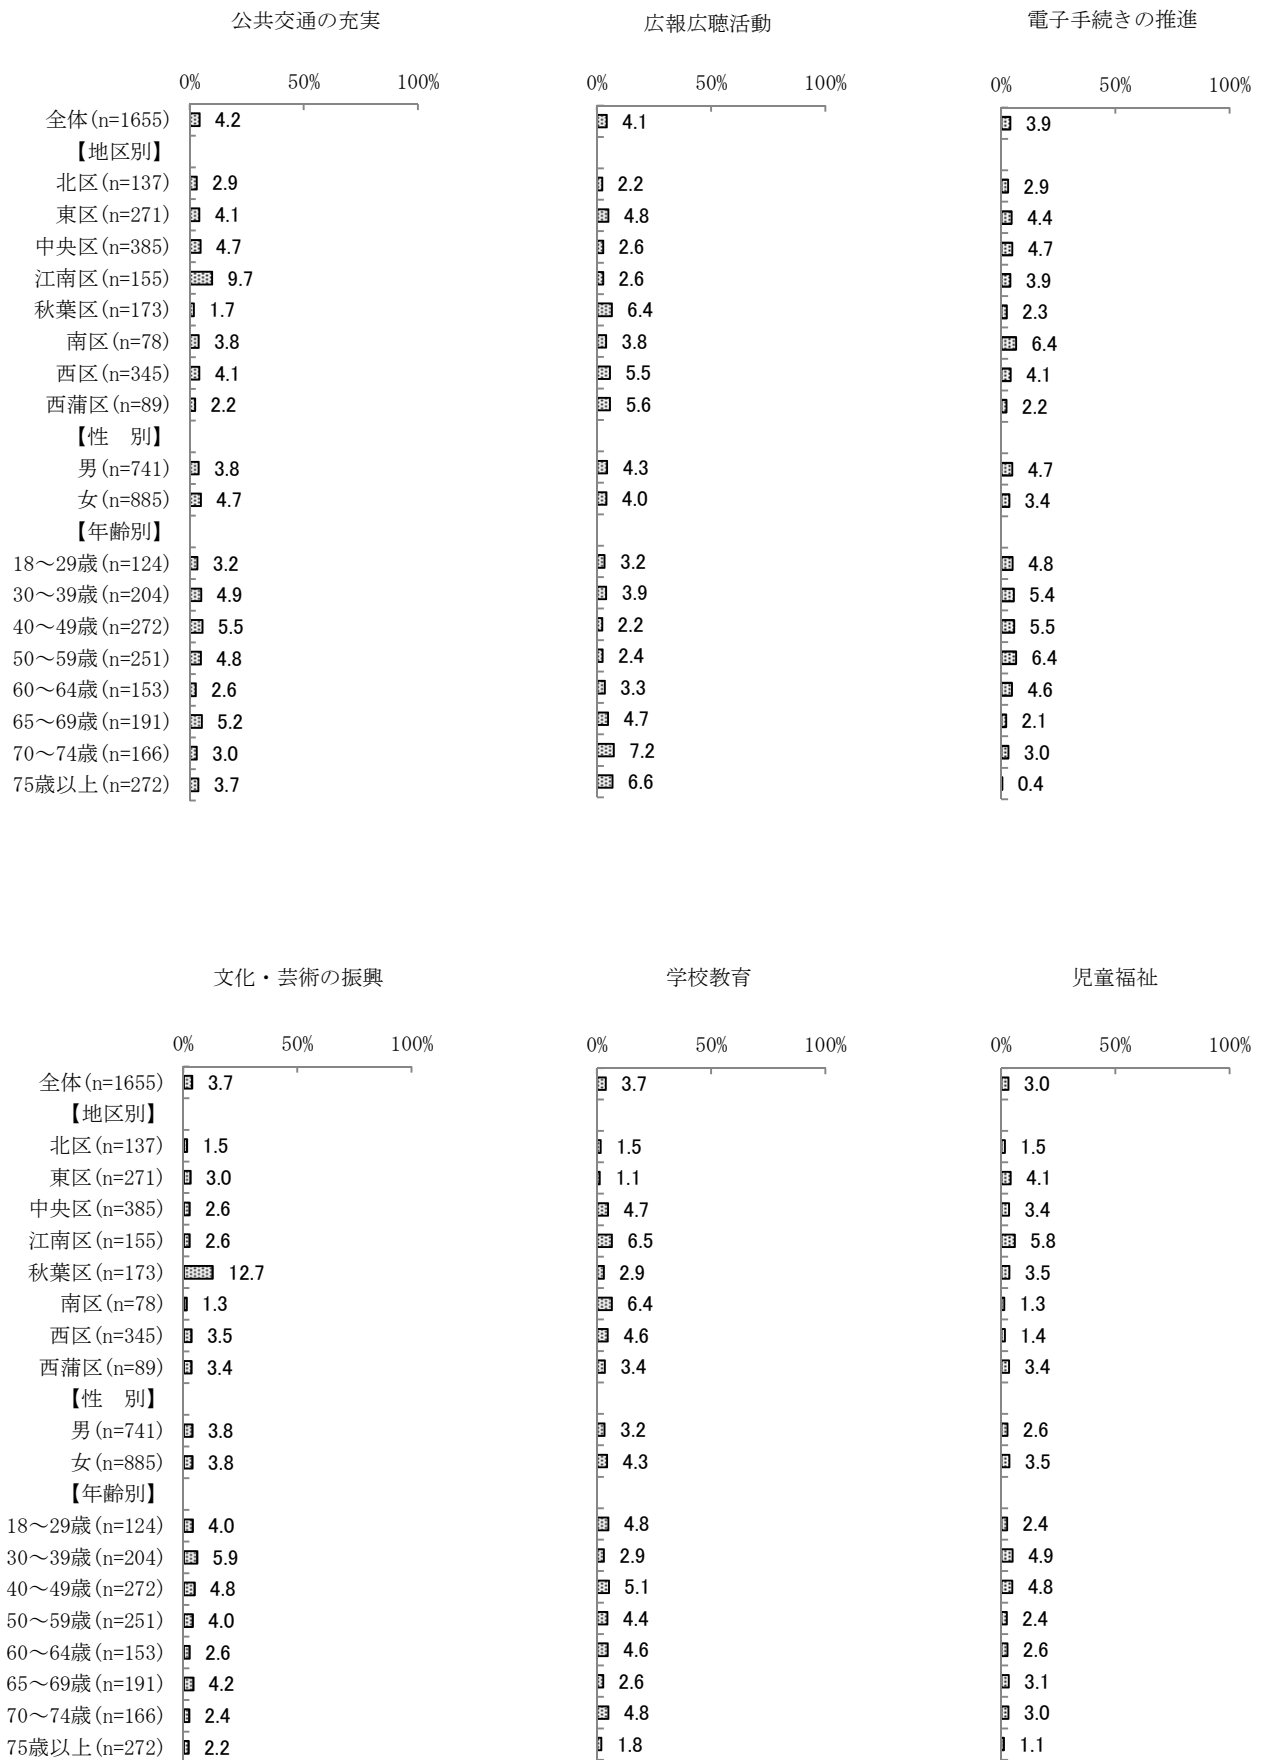 公共交通の充実 広報広聴活動 電子手続きの推進
0% 50% 100% 0% 50% 100% 0% 50% 100%
全体(n=1655) 4.2 4.1 3.9
【地区別】
北区(n=137) 2.9 2.2 2.9
東区(n=271) 4.1 4.8 4.4
中央区(n=385) 4.7 2.6 4.7
江南区(n=155) 9.7 2.6 3.9
秋葉区(n=173) 1.7 6.4 2.3
南区(n=78) 3.8 3.8 6.4
西区(n=345) 4.1 5.5 4.1
西蒲区(n=89) 2.2 5.6 2.2
【性　別】
男(n=741) 3.8 4.3 4.7
女(n=885) 4.7 4.0 3.4
【年齢別】
18～29歳(n=124) 3.2 3.2 4.8
30～39歳(n=204) 4.9 3.9 5.4
40～49歳(n=272) 5.5 2.2 5.5
50～59歳(n=251) 4.8 2.4 6.4
60～64歳(n=153) 2.6 3.3 4.6
65～69歳(n=191) 5.2 4.7 2.1
70～74歳(n=166) 3.0 7.2 3.0
75歳以上(n=272) 3.7 6.6 0.4
文化・芸術の振興 学校教育 児童福祉
0% 50% 100% 0% 50% 100% 0% 50% 100%
全体(n=1655) 3.7 3.7 3.0
【地区別】
北区(n=137) 1.5 1.5 1.5
東区(n=271) 3.0 1.1 4.1
中央区(n=385) 2.6 4.7 3.4
江南区(n=155) 2.6 6.5 5.8
秋葉区(n=173) 12.7 2.9 3.5
南区(n=78) 1.3 6.4 1.3
西区(n=345) 3.5 4.6 1.4
西蒲区(n=89) 3.4 3.4 3.4
【性　別】
男(n=741) 3.8 3.2 2.6
女(n=885) 3.8 4.3 3.5
【年齢別】
18～29歳(n=124) 4.0 4.8 2.4
30～39歳(n=204) 5.9 2.9 4.9
40～49歳(n=272) 4.8 5.1 4.8
50～59歳(n=251) 4.0 4.4 2.4
60～64歳(n=153) 2.6 4.6 2.6
65～69歳(n=191) 4.2 2.6 3.1
70～74歳(n=166) 2.4 4.8 3.0
75歳以上(n=272) 2.2 1.8 1.1